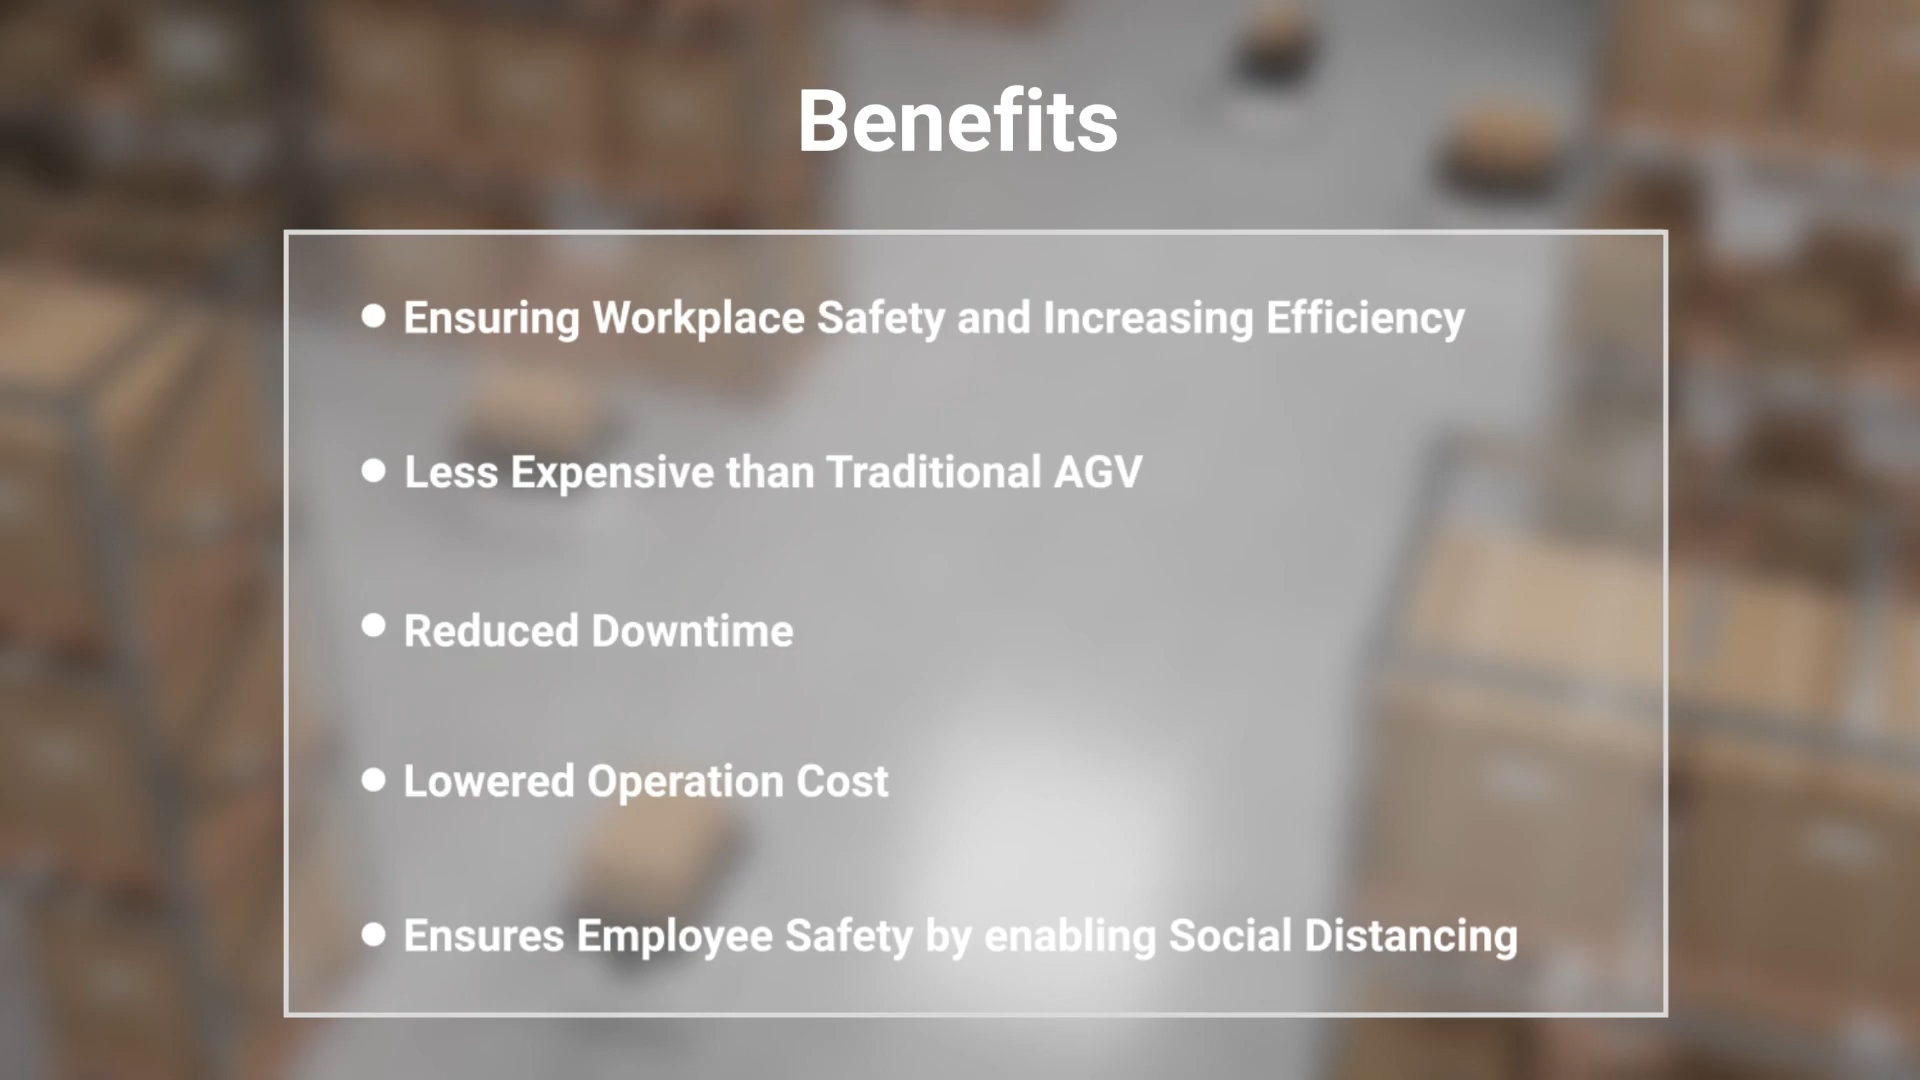 Benefits
Ensuring Workplace Safety and Increasing Efficiency
Less Expensive than Traditional AGV
Reduced Downtime
Lowered Operation Cost
Ensures Employee Safety by enabling Social Distancing